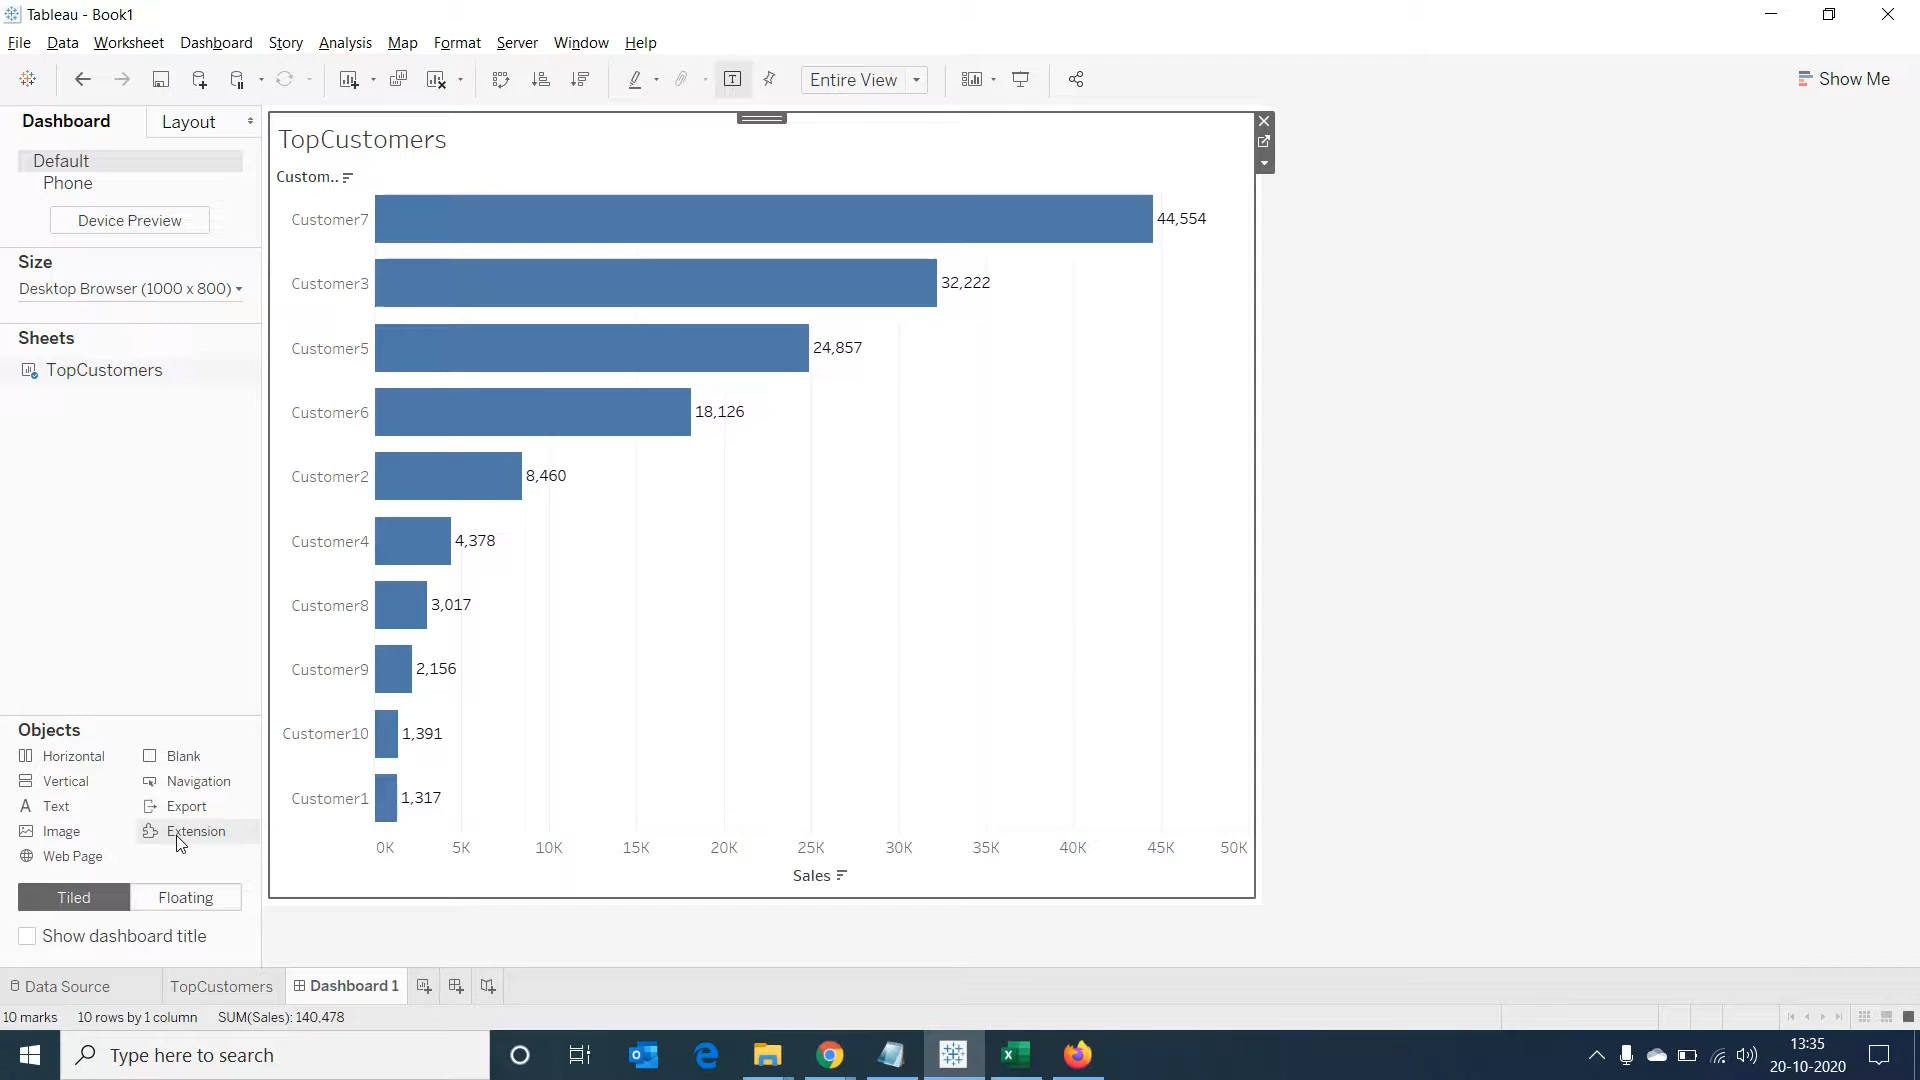 Tableau - Book1
File Data Worksheet Dashboard Story Analysis Map Format Server Window Help
Entire View
Show Me
Dashboard Layout
Default
Phone
Device Preview
Size
Desktop Browser (1000 x 800)
Sheets
TopCustomers
Objects
Horizontal Blank
Vertical Navigation
Text Export
Image Extension
Web Page
Tiled Floating
Show dashboard title
TopCustomers
Custom..
Customer7 44,554
Customer3 32,222
Customer5 24,857
Customer6 18,126
Customer2 8,460
Customer4 4,378
Customer8 3,017
Customer9 2,156
Customer10 1,391
Customer1 1,317
0K 5K 10K 15K 20K 25K 30K 35K 40K 45K 50K
Sales
Data Source TopCustomers Dashboard 1
10 marks 10 rows by 1 column SUM(Sales): 140,478
Type here to search
13:35
20-10-2020